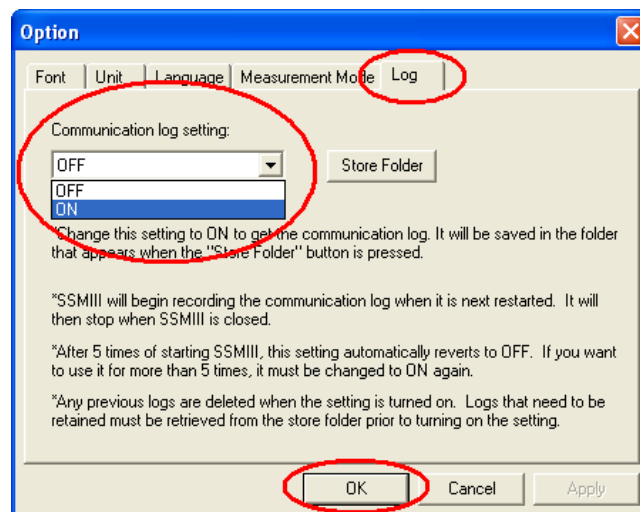 Option
Font
Unit
Language
Measurement Mode
Log
Communication log setting:
OFF
Store Folder
OFF
ON
*Change this setting to ON to get the communication log. It will be saved in the folder
that appears when the "Store Folder" button is pressed.
*SSMIII will begin recording the communication log when it is next restarted. It will
then stop when SSMIII is closed.
*After 5 times of starting SSMIII, this setting automatically reverts to OFF. If you want
to use it for more than 5 times, it must be changed to ON again.
*Any previous logs are deleted when the setting is turned on. Logs that need to be
retained must be retrieved from the store folder prior to turning on the setting.
OK
Cancel
Apply